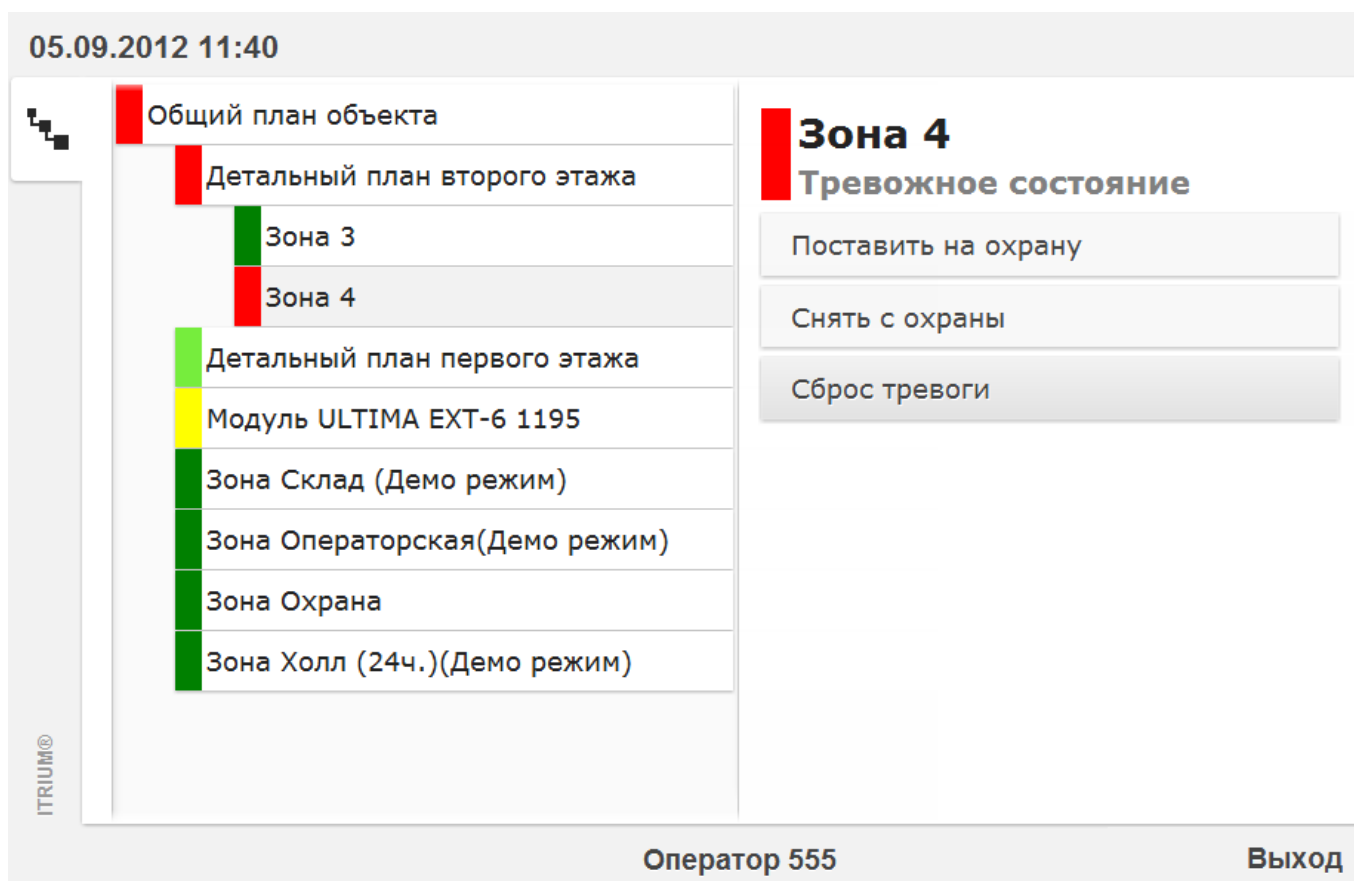 05.09.2012 11:40
Общий план объекта
Детальный план второго этажа
Зона 3
Зона 4
Детальный план первого этажа
Модуль ULTIMA EXT-6 1195
Зона Склад (Демо режим)
Зона Операторская(Демо режим)
Зона Охрана
Зона Холл (24ч.)(Демо режим)
Зона 4
Тревожное состояние
Поставить на охрану
Снять с охраны
Сброс тревоги
ITRIUM®
Оператор 555
Выход